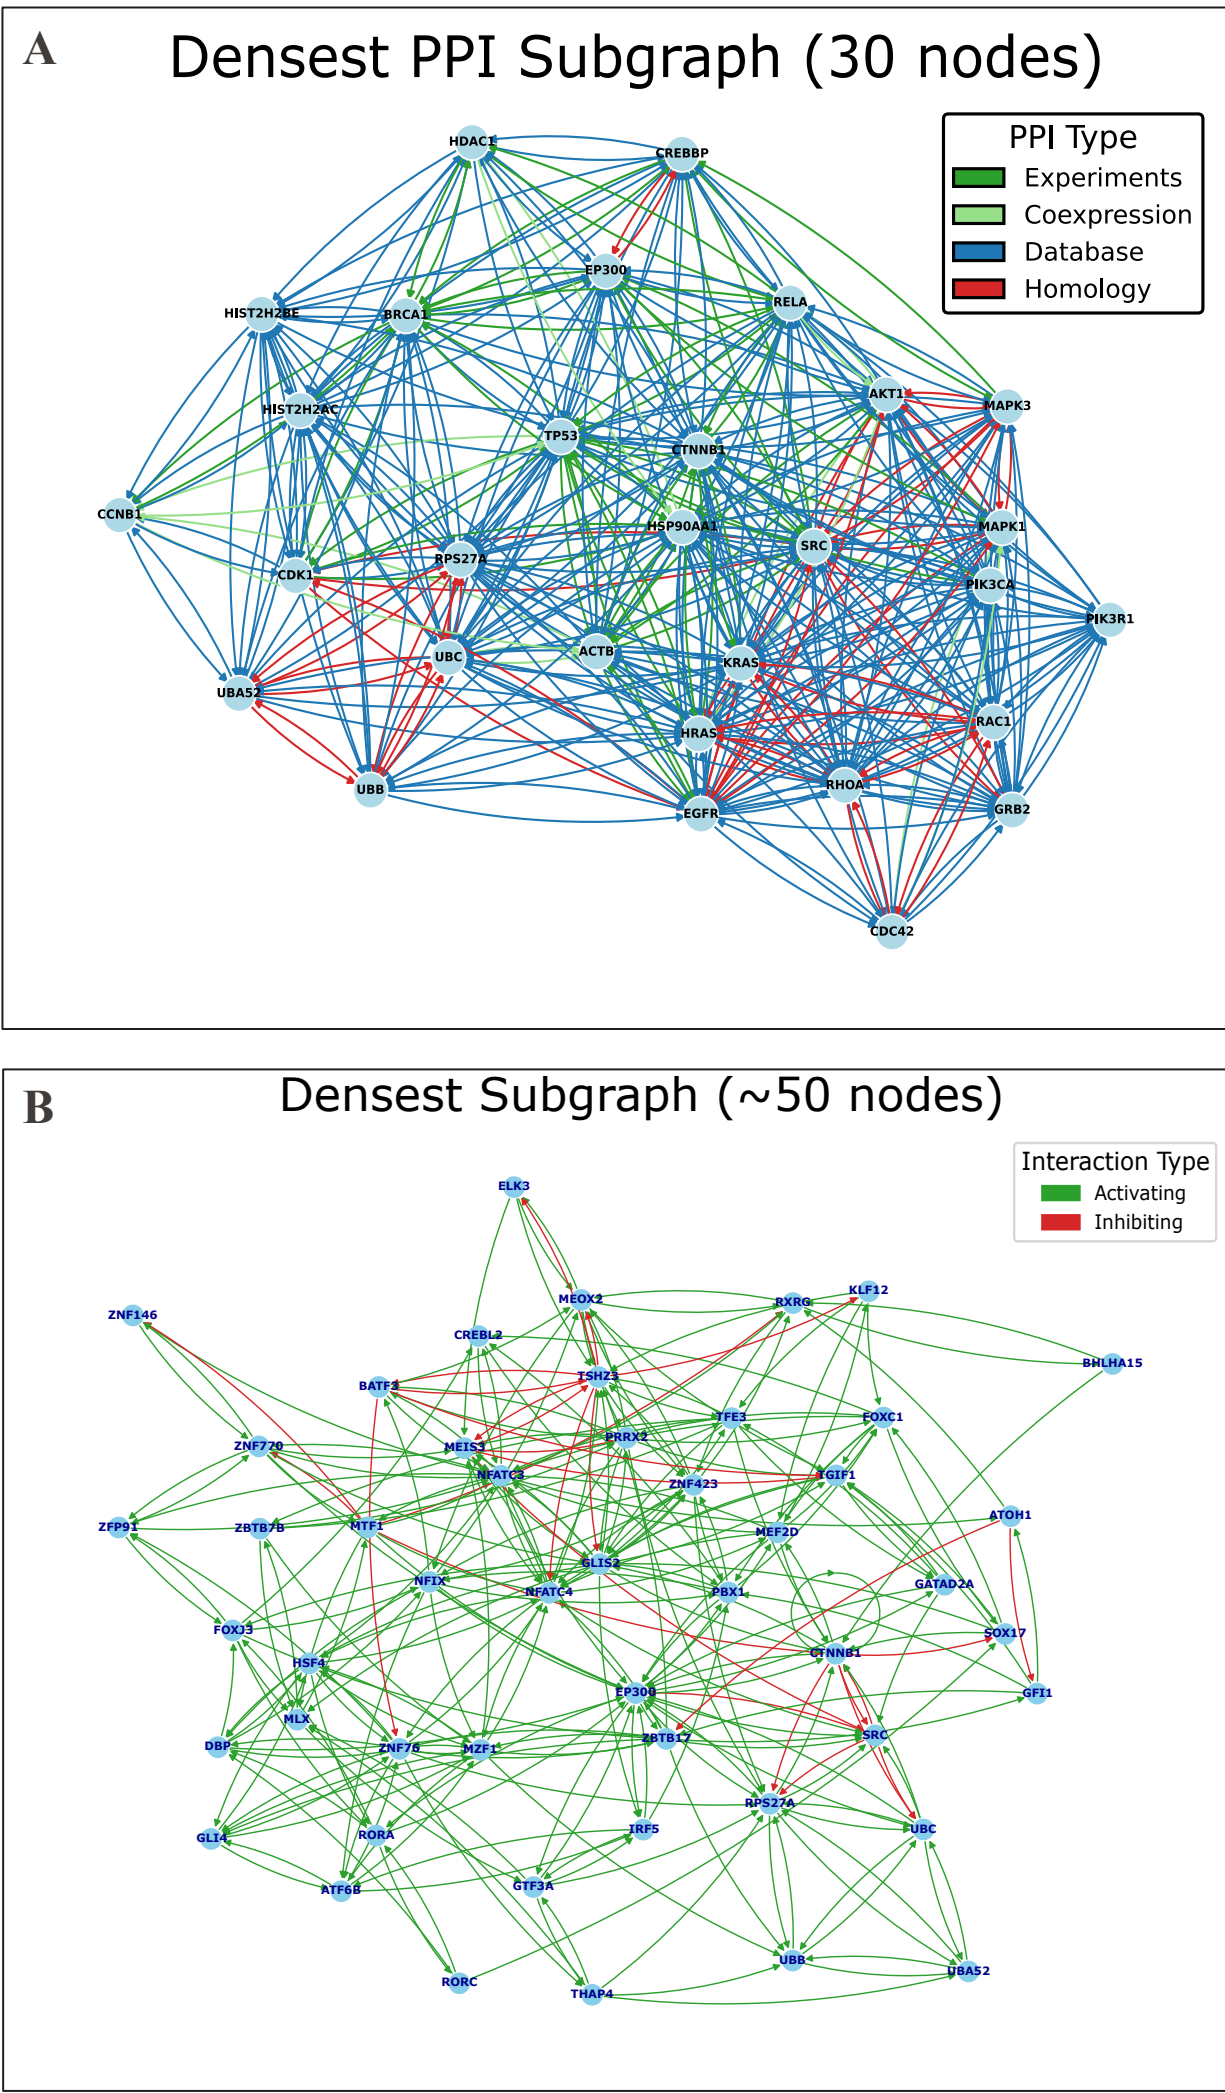 A
Densest PPI Subgraph (30 nodes)
PPI Type
Experiments
Coexpression
Database
Homology
HDAC1
CREBBP
EP300
RELA
HIST2H2BE
BRCA1
AKT1
MAPK3
HIST2H2AC
TP53
CTNNB1
CCNB1
HSP90AA1
MAPK1
SRC
RPS27A
CDK1
PIK3CA
PIK3R1
ACTB
UBC
KRAS
UBA52
RAC1
HRAS
RHOA
UBB
GRB2
EGFR
CDC42
B
Densest Subgraph (~50 nodes)
Interaction Type
Activating
Inhibiting
ELK3
KLF12
MEOX2
RXRG
ZNF146
CREBL2
BHLHA15
TSHZ3
BATF3
TFE3
FOXC1
PRRX2
ZNF770
MEIS3
NFATC3
TGIF1
ZNF423
ATOH1
ZFP91
ZBTB7B
MTF1
MEF2D
GLIS2
NFIX
GATAD2A
NFATC4
PBX1
FOXJ3
SOX17
CTNNB1
HSF4
EP300
GFI1
MLX
SRC
ZBTB17
DBP
ZNF76
MZF1
RPS27A
IRF5
UBC
RORA
GLI4
GTF3A
ATF6B
UBB
UBA52
RORC
THAP4